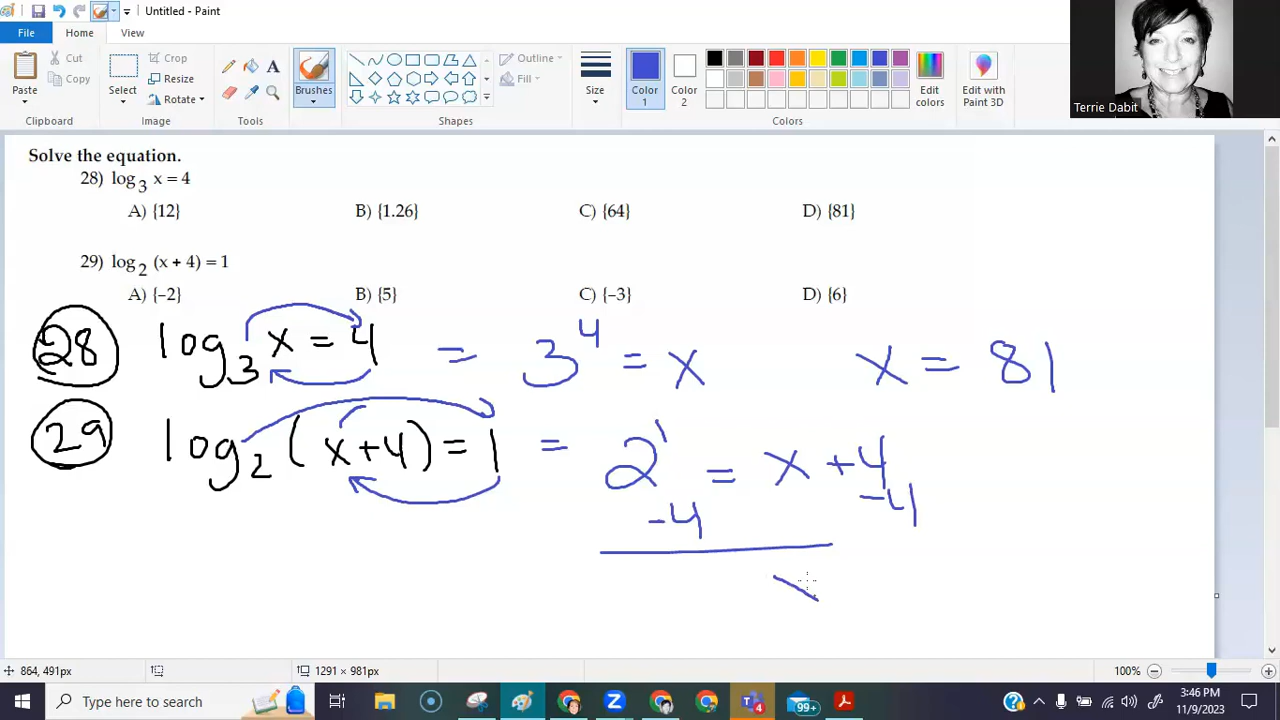 Untitled - Paint
File Home View
Paste Cut Copy Clipboard
Select Crop Resize Rotate Image
Tools
Brushes
Shapes Outline Fill
Size
Color 1 Color 2 Edit colors Edit with Paint 3D
Colors
Terrie Dabit
Solve the equation.
28) log3 x = 4
A) {12} B) {1.26} C) {64} D) {81}
29) log2 (x + 4) = 1
A) {–2} B) {5} C) {–3} D) {6}
28 log3 x = 4 = 3^4 = x x = 81
29 log2 (x+4) = 1 = 2^1 = x + 4
-4 -4
864, 491px 1291 × 981px 100%
Type here to search
4
99+
3:46 PM
11/9/2023